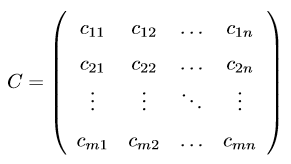 C = ( c₁₁ c₁₂ … c₁ₙ
c₂₁ c₂₂ … c₂ₙ
⋮ ⋮ ⋱ ⋮
cₘ₁ cₘ₂ … cₘₙ )